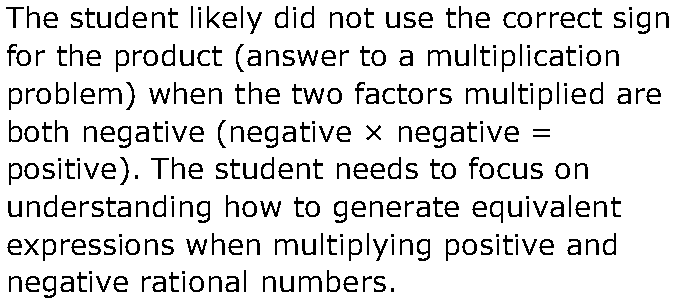 The student likely did not use the correct sign
for the product (answer to a multiplication
problem) when the two factors multiplied are
both negative (negative × negative =
positive). The student needs to focus on
understanding how to generate equivalent
expressions when multiplying positive and
negative rational numbers.